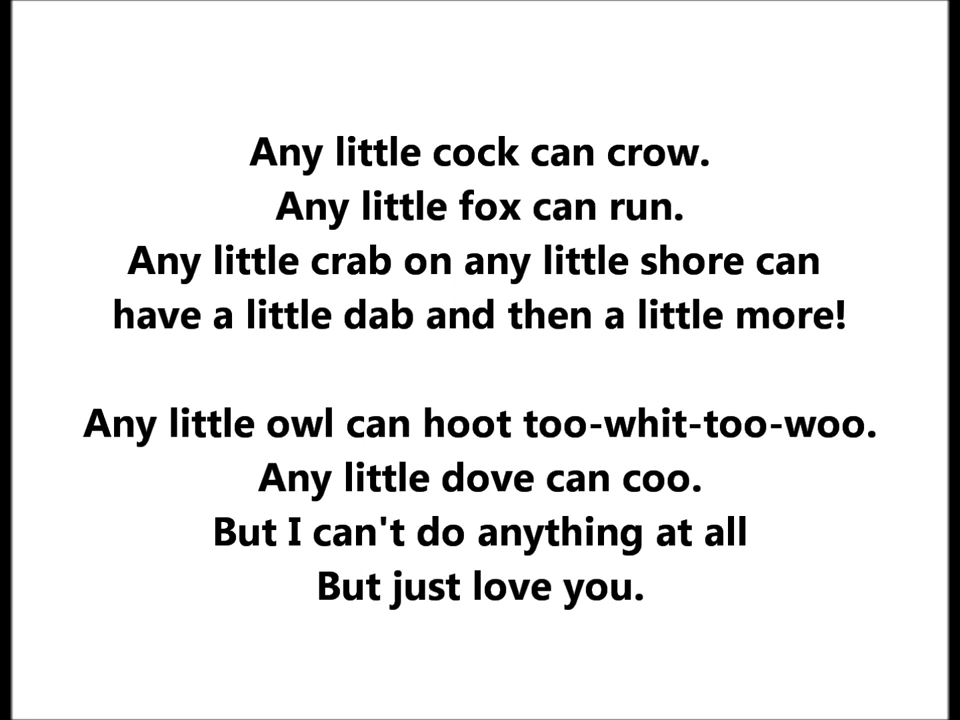 Any little cock can crow.
Any little fox can run.
Any little crab on any little shore can
have a little dab and then a little more!
Any little owl can hoot too-whit-too-woo.
Any little dove can coo.
But I can't do anything at all
But just love you.